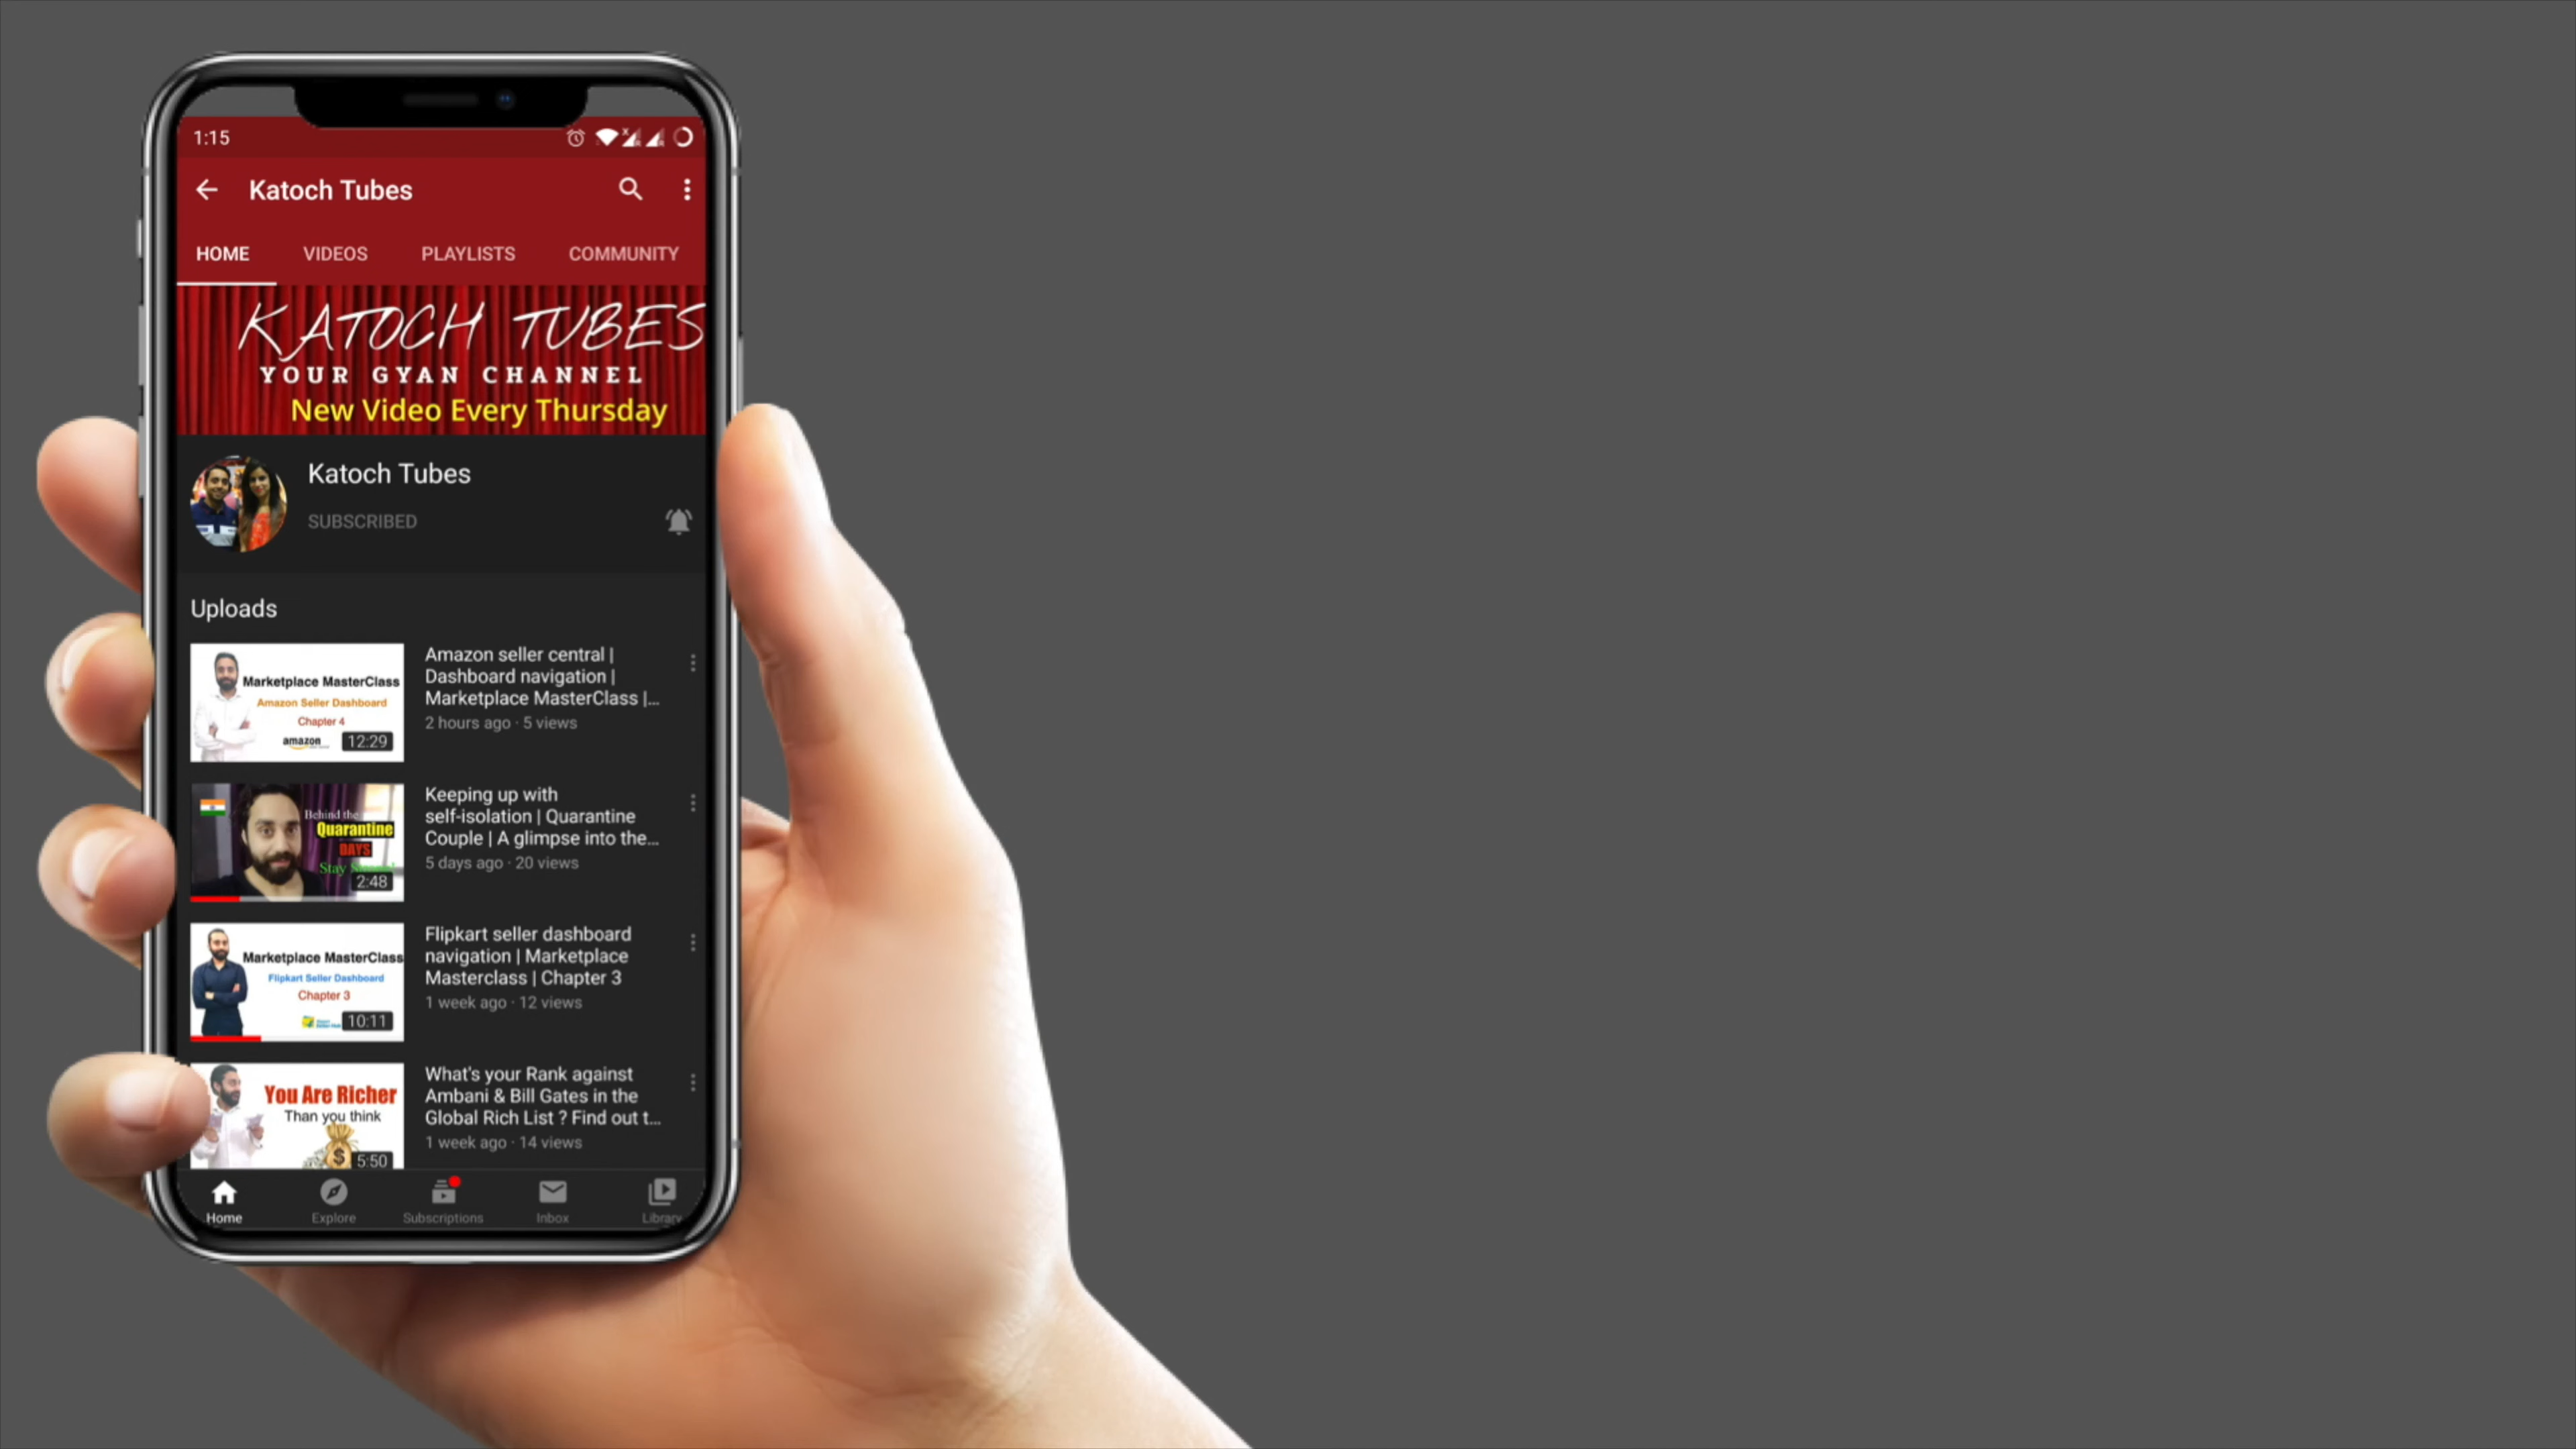 1:15
Katoch Tubes
HOME VIDEOS PLAYLISTS COMMUNITY
KATOCH TUBES
YOUR GYAN CHANNEL
New Video Every Thursday
Katoch Tubes
SUBSCRIBED
Uploads
Marketplace MasterClass
Amazon Seller Dashboard
Chapter 4
amazon
12:29
Amazon seller central |
Dashboard navigation |
Marketplace MasterClass |...
2 hours ago · 5 views
Behind the
Quarantine
DAYS
Stay
2:48
Keeping up with
self-isolation | Quarantine
Couple | A glimpse into the...
5 days ago · 20 views
Marketplace MasterClass
Flipkart Seller Dashboard
Chapter 3
10:11
Flipkart seller dashboard
navigation | Marketplace
Masterclass | Chapter 3
1 week ago · 12 views
You Are Richer
Than you think
$
5:50
What's your Rank against
Ambani & Bill Gates in the
Global Rich List ? Find out t...
1 week ago · 14 views
Home Explore Subscriptions Inbox Library